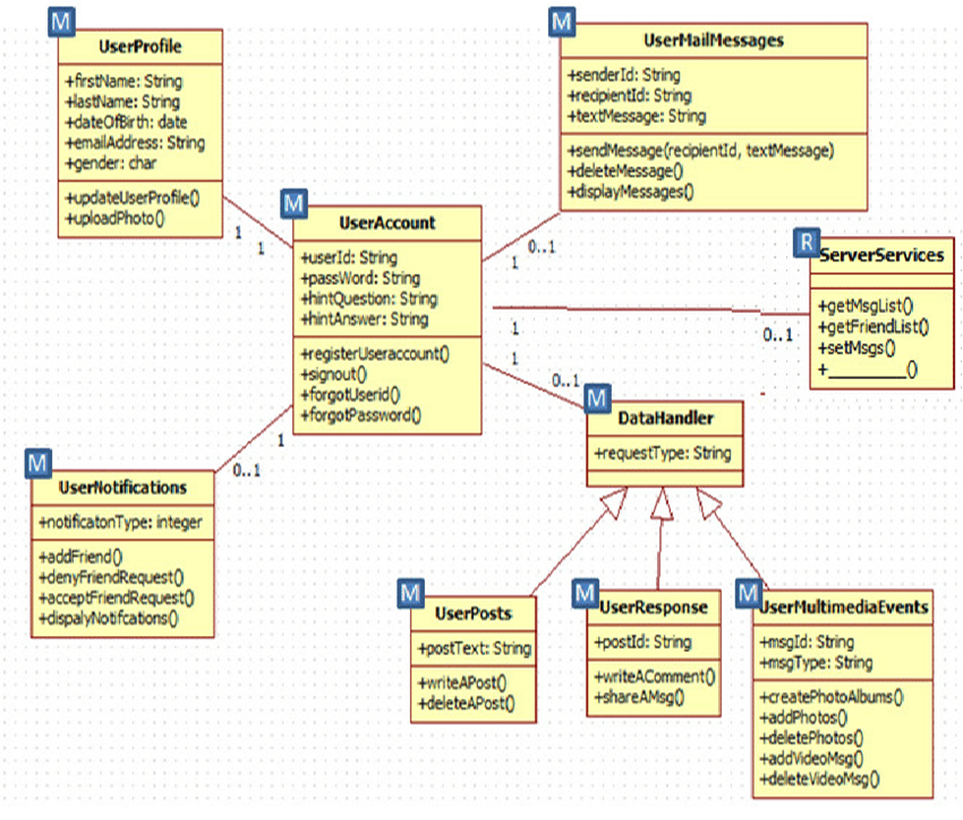 M
UserProfile
+firstName: String
+lastName: String
+dateOfBirth: date
+emailAddress: String
+gender: char
+updateUserProfile()
+uploadPhoto()
M
UserMailMessages
+senderId: String
+recipientId: String
+textMessage: String
+sendMessage(recipientId, textMessage)
+deleteMessage()
+displayMessages()
1
1
M
UserAccount
+userId: String
+passWord: String
+hintQuestion: String
+hintAnswer: String
+registerUseraccount()
+signout()
+forgotUserid()
+forgotPassword()
0..1
1
R
ServerServices
+getMsgList()
+getFriendList()
+setMsgs()
+_________()
1
0..1
1
0..1
M
DataHandler
+requestType: String
1
0..1
M
UserNotifications
+notificatonType: integer
+addFriend()
+denyFriendRequest()
+acceptFriendRequest()
+dispalyNotifcations()
M
UserPosts
+postText: String
+writeAPost()
+deleteAPost()
M
UserResponse
+postId: String
+writeAComment()
+shareAMsg()
M
UserMultimediaEvents
+msgId: String
+msgType: String
+createPhotoAlbums()
+addPhotos()
+deletePhotos()
+addVideoMsg()
+deleteVideoMsg()